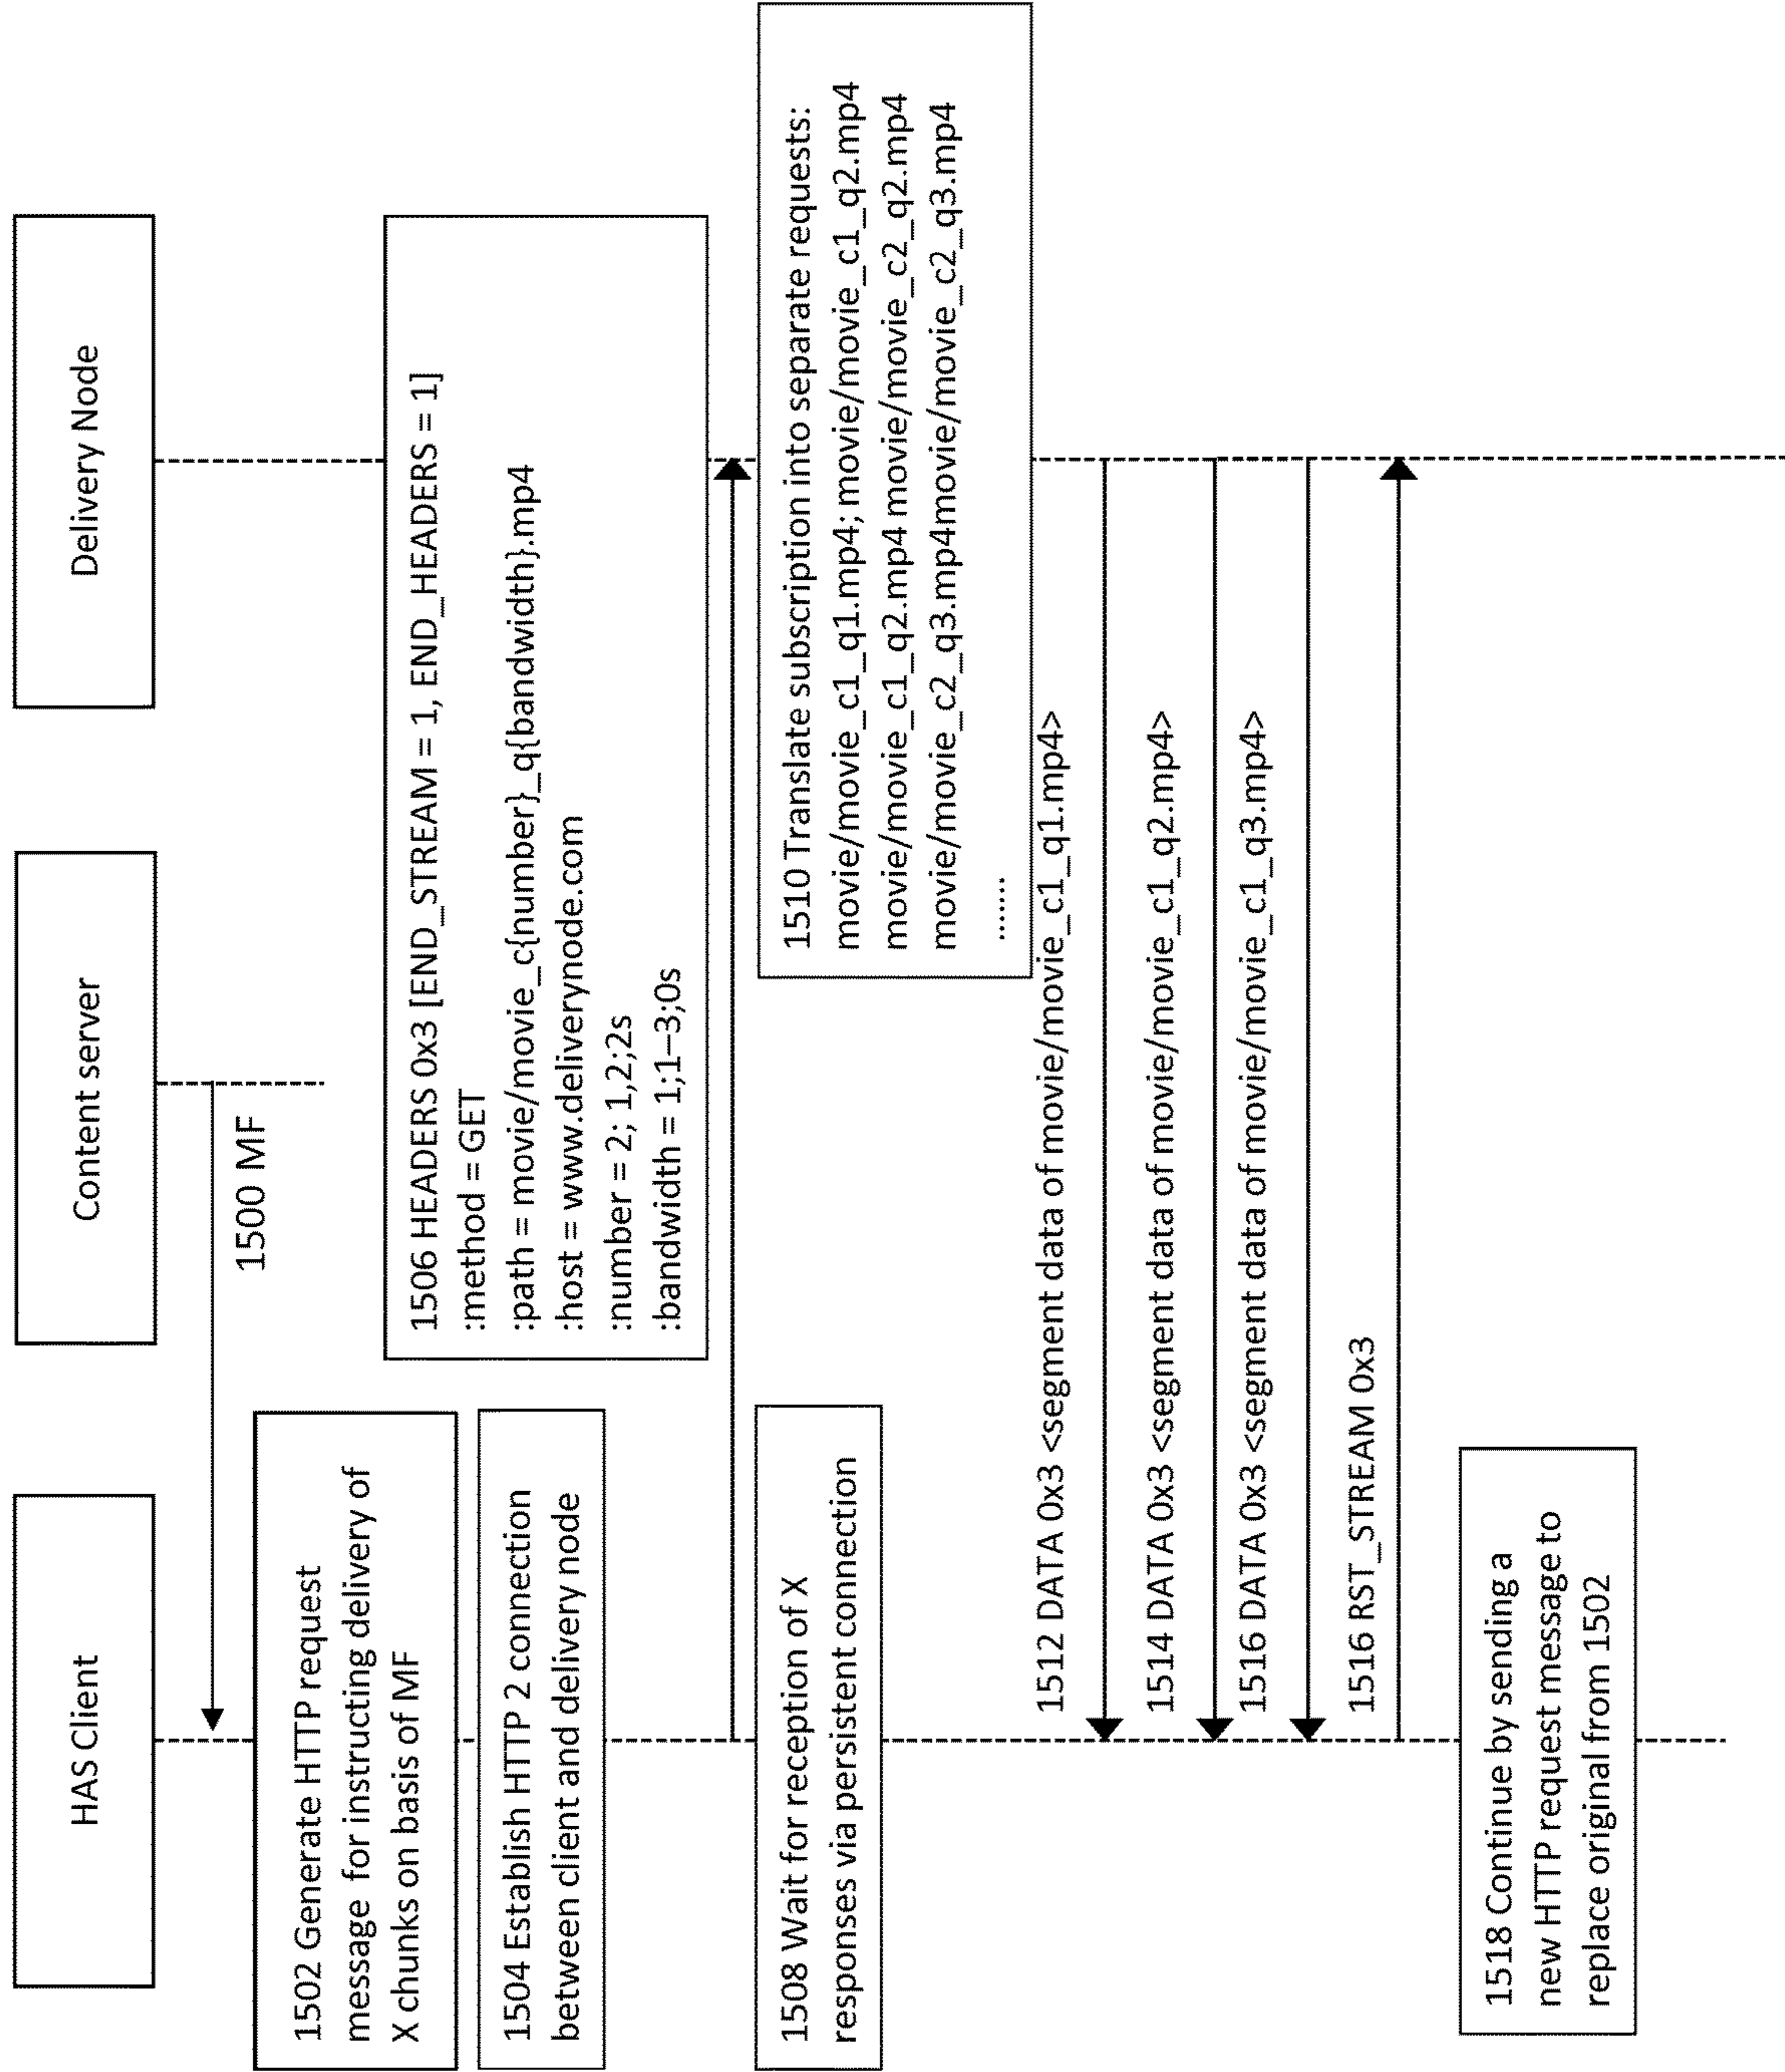 HAS Client
Content server
Delivery Node
1500 MF
1502 Generate HTTP request
message for instructing delivery of
X chunks on basis of MF
1504 Establish HTTP 2 connection
between client and delivery node
1506 HEADERS 0x3 [END_STREAM = 1, END_HEADERS = 1]
:method = GET
:path = movie/movie_c{number}_q{bandwidth}.mp4
:host = www.deliverynode.com
:number = 2; 1,2;2s
:bandwidth = 1;1–3;0s
1508 Wait for reception of X
responses via persistent connection
1510 Translate subscription into separate requests:
movie/movie_c1_q1.mp4; movie/movie_c1_q2.mp4
movie/movie_c1_q2.mp4 movie/movie_c2_q2.mp4
movie/movie_c2_q3.mp4movie/movie_c2_q3.mp4
.......
1512 DATA 0x3 <segment data of movie/movie_c1_q1.mp4>
1514 DATA 0x3 <segment data of movie/movie_c1_q2.mp4>
1516 DATA 0x3 <segment data of movie/movie_c1_q3.mp4>
1516 RST_STREAM 0x3
1518 Continue by sending a
new HTTP request message to
replace original from 1502